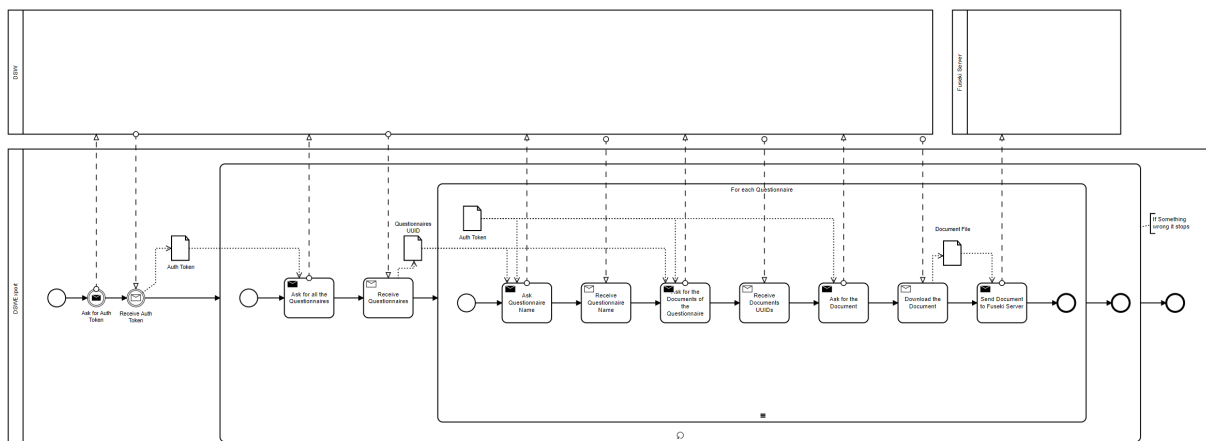 DSW
Fuseki Server
DSWExport
For each Questionnaire
If Something
wrong it stops
Questionnaires
UUID
Auth Token
Document File
Auth Token
Ask for Auth
Token
Receive Auth
Token
Ask for all the
Questionnaires
Receive
Questionnaires
Ask
Questionnaire
Name
Receive
Questionnaire
Name
Ask for the
Documents of
the
Questionnaire
Receive
Documents
UUIDs
Ask for the
Document
Download the
Document
Send Document
to Fuseki Server